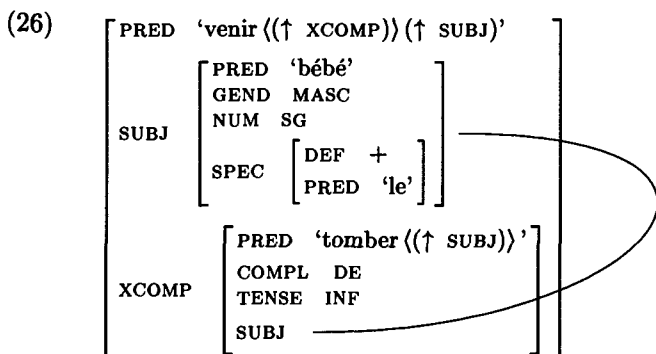 (26)
PRED ‘venir ⟨(↑ XCOMP)⟩ (↑ SUBJ)’
PRED ‘bébé’
GEND MASC
NUM SG
SUBJ
SPEC
DEF +
PRED ‘le’
PRED ‘tomber ⟨(↑ SUBJ)⟩’
COMPL DE
XCOMP
TENSE INF
SUBJ